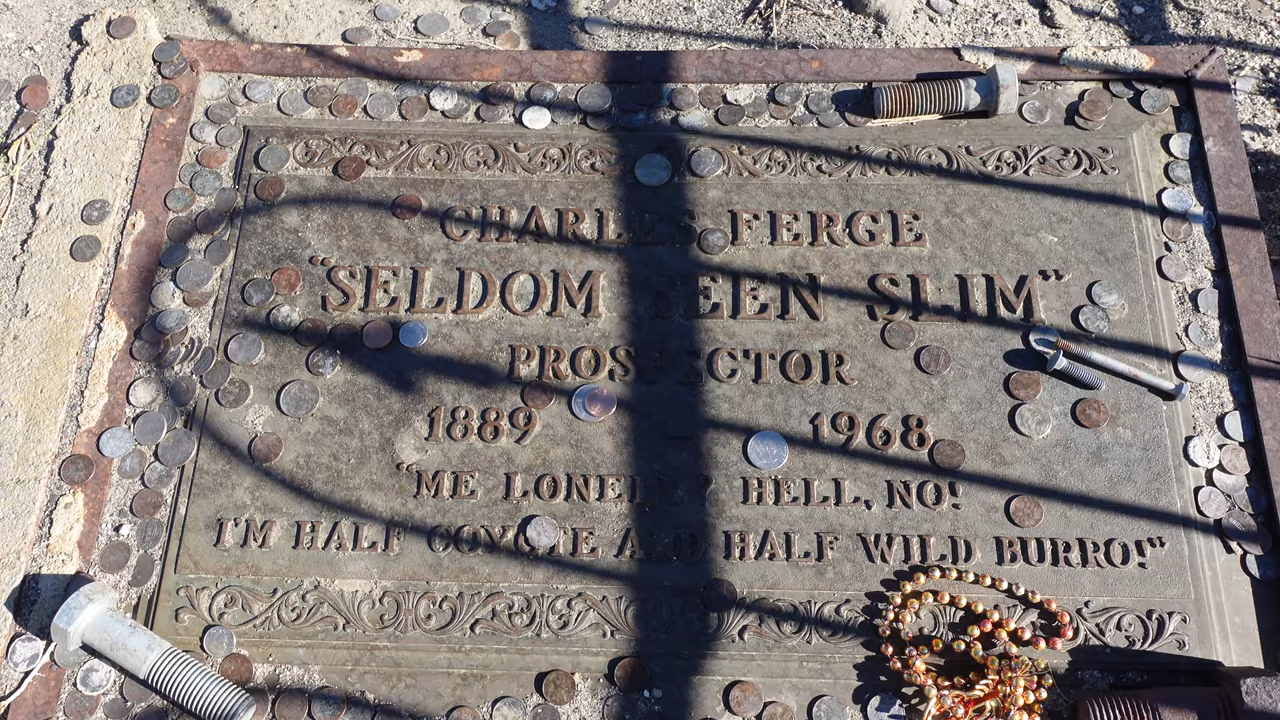 CHARLES FERGE
"SELDOM SEEN SLIM"
PROSPECTOR
1889 1968
"ME LONELY? HELL, NO!
I'M HALF COYOTE AND HALF WILD BURRO!"